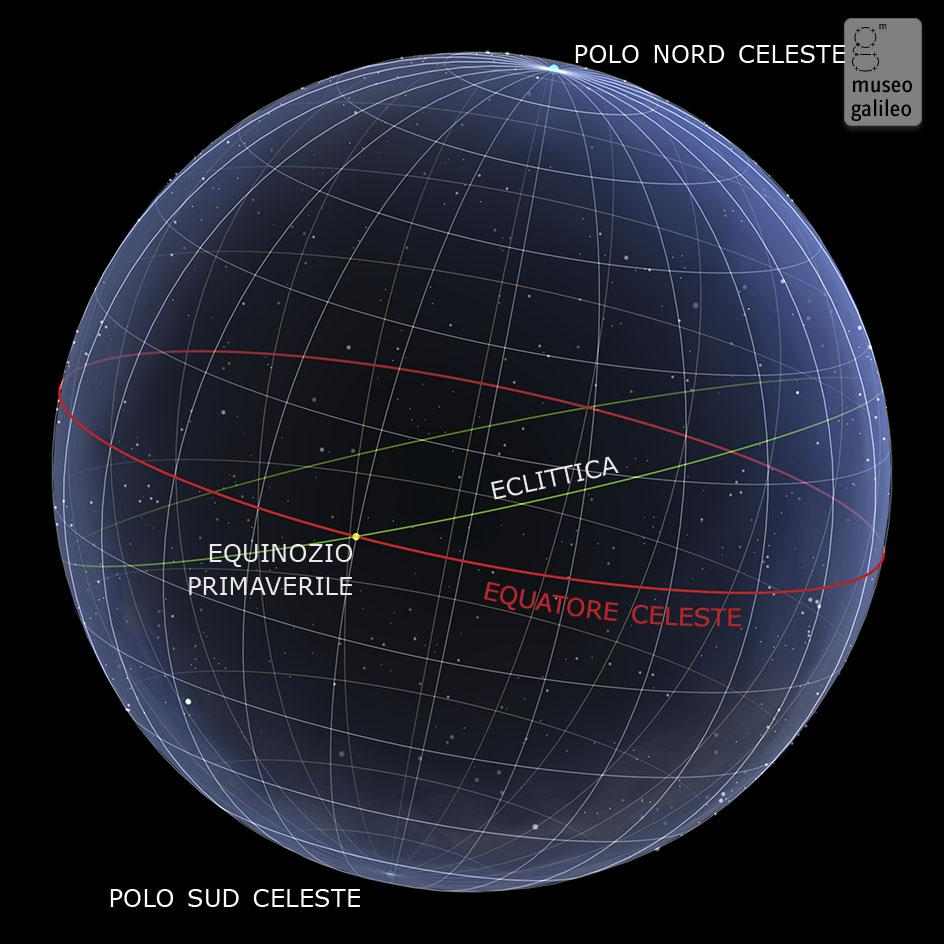 POLO NORD CELESTE
m
museo
galileo
ECLITTICA
EQUINOZIO
PRIMAVERILE
EQUATORE CELESTE
POLO SUD CELESTE